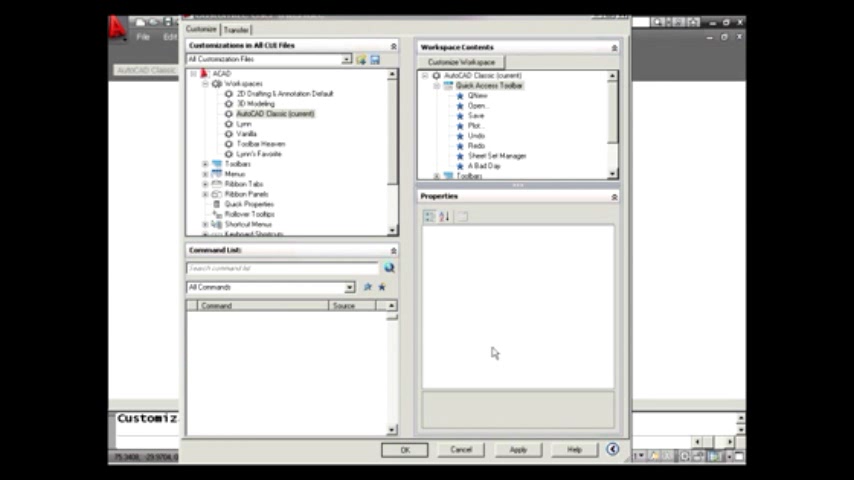 File
Edit
AutoCAD Classic
Customize
Transfer
Customizations in All CUI Files
All Customization Files
ACAD
Workspaces
2D Drafting & Annotation Default
3D Modeling
AutoCAD Classic (current)
Lynn
Vanilla
Toolbar Heaven
Lynn's Favorite
Toolbars
Menus
Ribbon Tabs
Ribbon Panels
Quick Properties
Rollover Tooltips
Shortcut Menus
Keyboard Shortcuts
Command List:
Search command list
All Commands
Command
Source
Workspace Contents
Customize Workspace
AutoCAD Classic (current)
Quick Access Toolbar
QNew
Open...
Save
Plot...
Undo
Redo
Sheet Set Manager
A Bad Day
Toolbars
Properties
OK
Cancel
Apply
Help
Customiz